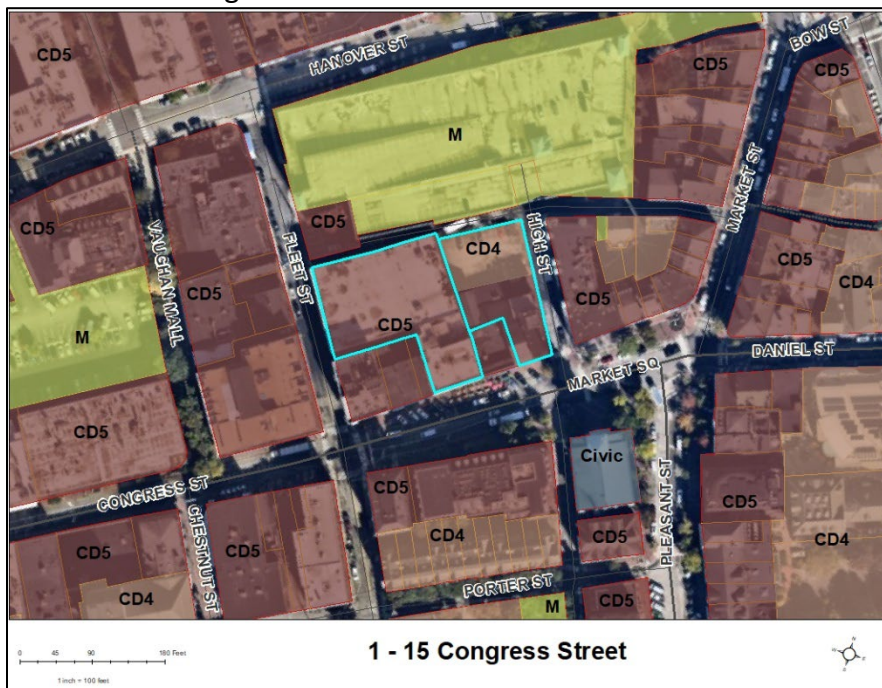 HANOVER ST
BOW ST
CD5
CD5
CD5
M
MARKET ST
CD5
CD5
VAUGHAN MALL
FLEET ST
CD4
HIGH ST
CD5
CD5
CD4
M
CD5
CD5
DANIEL ST
MARKET SQ
CD5
CONGRESS ST
Civic
PLEASANT ST
CD5
CD5
CHESTNUT ST
CD5
CD5
CD4
CD5
CD4
CD4
PORTER ST
M
CD5
0 45 90 180 Feet
1 inch = 100 feet
1 - 15 Congress Street